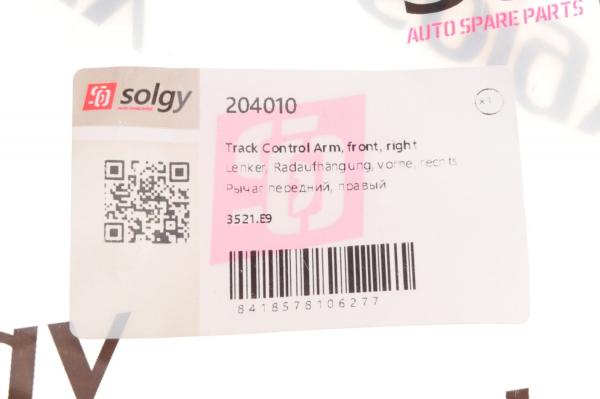 AUTO SPARE PARTS
solgy
204010
x1
Track Control Arm, front, right
Lenker, Radaufhängung, vorne, rechts
Рычаг передний, правый
3521.E9
8418578106277